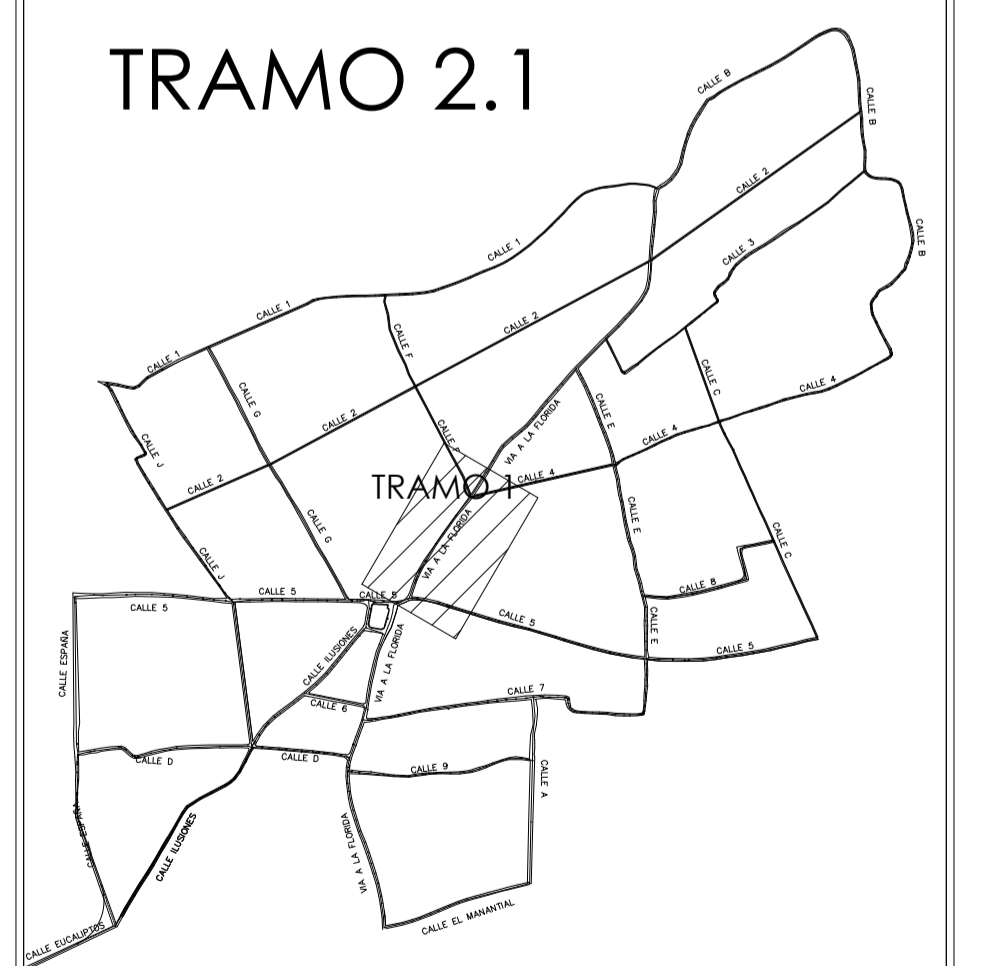 TRAMO 2.1
CALLE B
CALLE B
CALLE 2
CALLE B
CALLE 1
CALLE 3
CALLE 1
CALLE 2
CALLE F
CALLE 1
CALLE C
CALLE 4
CALLE G
CALLE 2
CALLE E
VIA A LA FLORIDA
CALLE F
CALLE 4
CALLE J
CALLE 4
CALLE 2
TRAMO 1
CALLE E
CALLE G
VIA A LA FLORIDA
CALLE C
CALLE J
CALLE 8
CALLE 5
CALLE 5
CALLE 5
CALLE 5
CALLE E
CALLE 5
CALLE ESPAÑA
CALLE ILUSIONES
VIA A LA FLORIDA
CALLE 7
CALLE 6
CALLE D
CALLE D
CALLE 9
CALLE A
CALLE ESPAÑA
CALLE ILUSIONES
VIA A LA FLORIDA
CALLE EL MANANTIAL
CALLE EUCALIPTOS